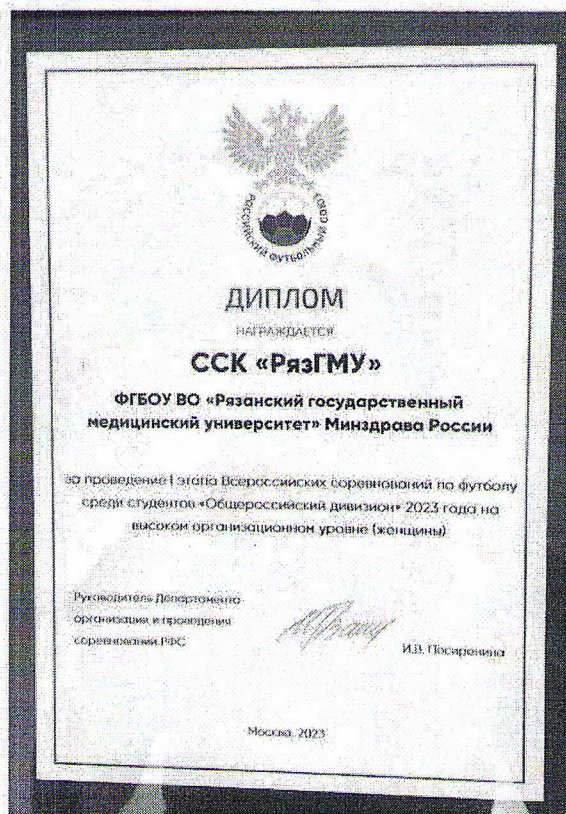 РОССИЙСКИЙ ФУТБОЛЬНЫЙ СОЮЗ
ДИПЛОМ
НАГРАЖДАЕТСЯ
ССК «РязГМУ»
ФГБОУ ВО «Рязанский государственный
медицинский университет» Минздрава России
за проведение I этапа Всероссийских соревнований по футболу
среди студентов «Общероссийский дивизион» 2023 года на
высоком организационном уровне (женщины)
Руководитель Департамента
организации и проведения
соревнований РФС
И.В. Посиренина
Москва, 2023